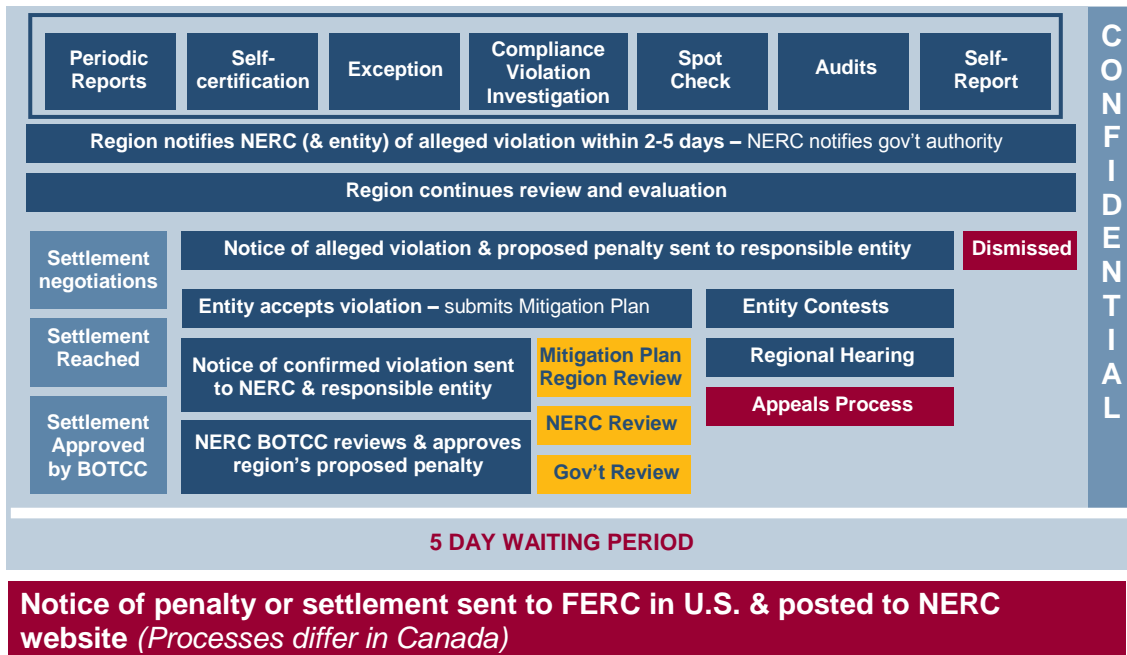 Periodic
Reports
Self-
certification
Exception
Compliance
Violation
Investigation
Spot
Check
Audits
Self-
Report
Region notifies NERC (& entity) of alleged violation within 2-5 days – NERC notifies gov't authority
Region continues review and evaluation
Settlement
negotiations
Notice of alleged violation & proposed penalty sent to responsible entity
Dismissed
Entity accepts violation – submits Mitigation Plan
Entity Contests
Settlement
Reached
Notice of confirmed violation sent
to NERC & responsible entity
Mitigation Plan
Region Review
Regional Hearing
Appeals Process
Settlement
Approved
by BOTCC
NERC BOTCC reviews & approves
region's proposed penalty
NERC Review
Gov't Review
C
O
N
F
I
D
E
N
T
I
A
L
5 DAY WAITING PERIOD
Notice of penalty or settlement sent to FERC in U.S. & posted to NERC
website (Processes differ in Canada)